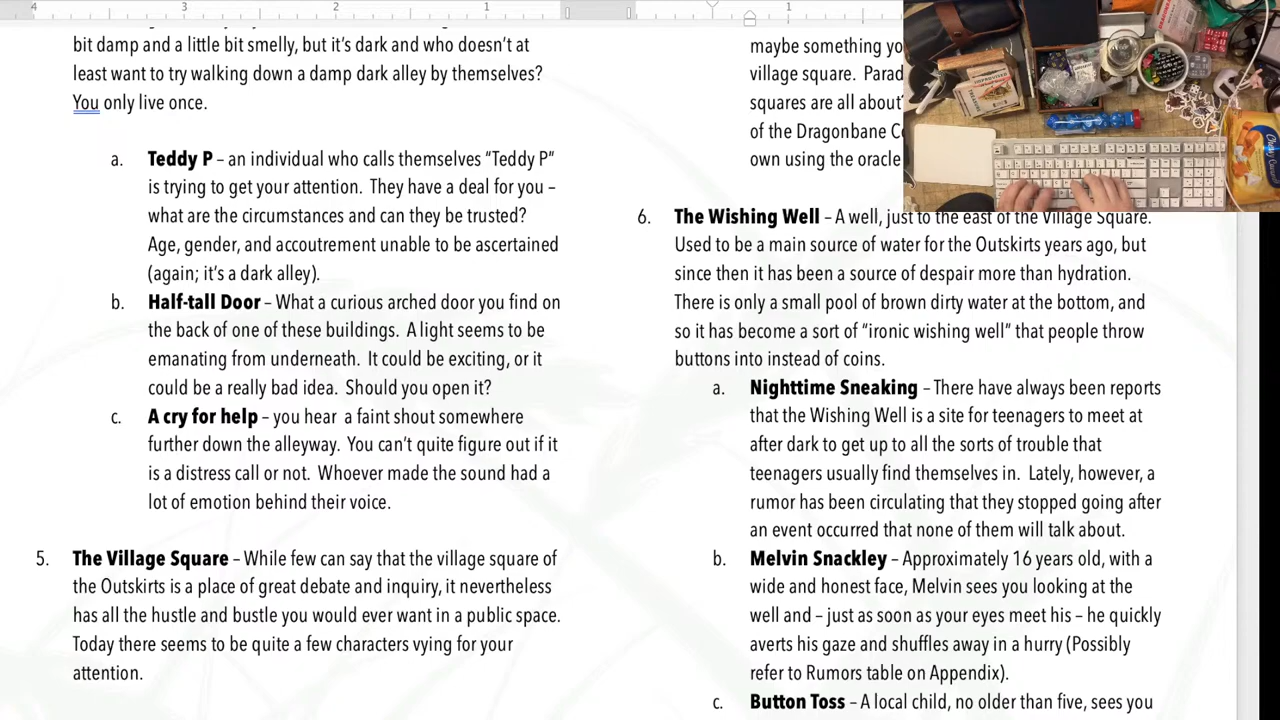 4 3 2 1 1
bit damp and a little bit smelly, but it's dark and who doesn't at
least want to try walking down a damp dark alley by themselves?
You only live once.
a. Teddy P – an individual who calls themselves “Teddy P”
is trying to get your attention. They have a deal for you –
what are the circumstances and can they be trusted?
Age, gender, and accoutrement unable to be ascertained
(again; it's a dark alley).
b. Half-tall Door – What a curious arched door you find on
the back of one of these buildings. A light seems to be
emanating from underneath. It could be exciting, or it
could be a really bad idea. Should you open it?
c. A cry for help – you hear a faint shout somewhere
further down the alleyway. You can't quite figure out if it
is a distress call or not. Whoever made the sound had a
lot of emotion behind their voice.
5. The Village Square – While few can say that the village square of
the Outskirts is a place of great debate and inquiry, it nevertheless
has all the hustle and bustle you would ever want in a public space.
Today there seems to be quite a few characters vying for your
attention.
maybe something yo
village square. Parad
squares are all about
of the Dragonbane C
own using the oracle
6. The Wishing Well – A well, just to the east of the Village Square.
Used to be a main source of water for the Outskirts years ago, but
since then it has been a source of despair more than hydration.
There is only a small pool of brown dirty water at the bottom, and
so it has become a sort of “ironic wishing well” that people throw
buttons into instead of coins.
a. Nighttime Sneaking – There have always been reports
that the Wishing Well is a site for teenagers to meet at
after dark to get up to all the sorts of trouble that
teenagers usually find themselves in. Lately, however, a
rumor has been circulating that they stopped going after
an event occurred that none of them will talk about.
b. Melvin Snackley – Approximately 16 years old, with a
wide and honest face, Melvin sees you looking at the
well and – just as soon as your eyes meet his – he quickly
averts his gaze and shuffles away in a hurry (Possibly
refer to Rumors table on Appendix).
c. Button Toss – A local child, no older than five, sees you